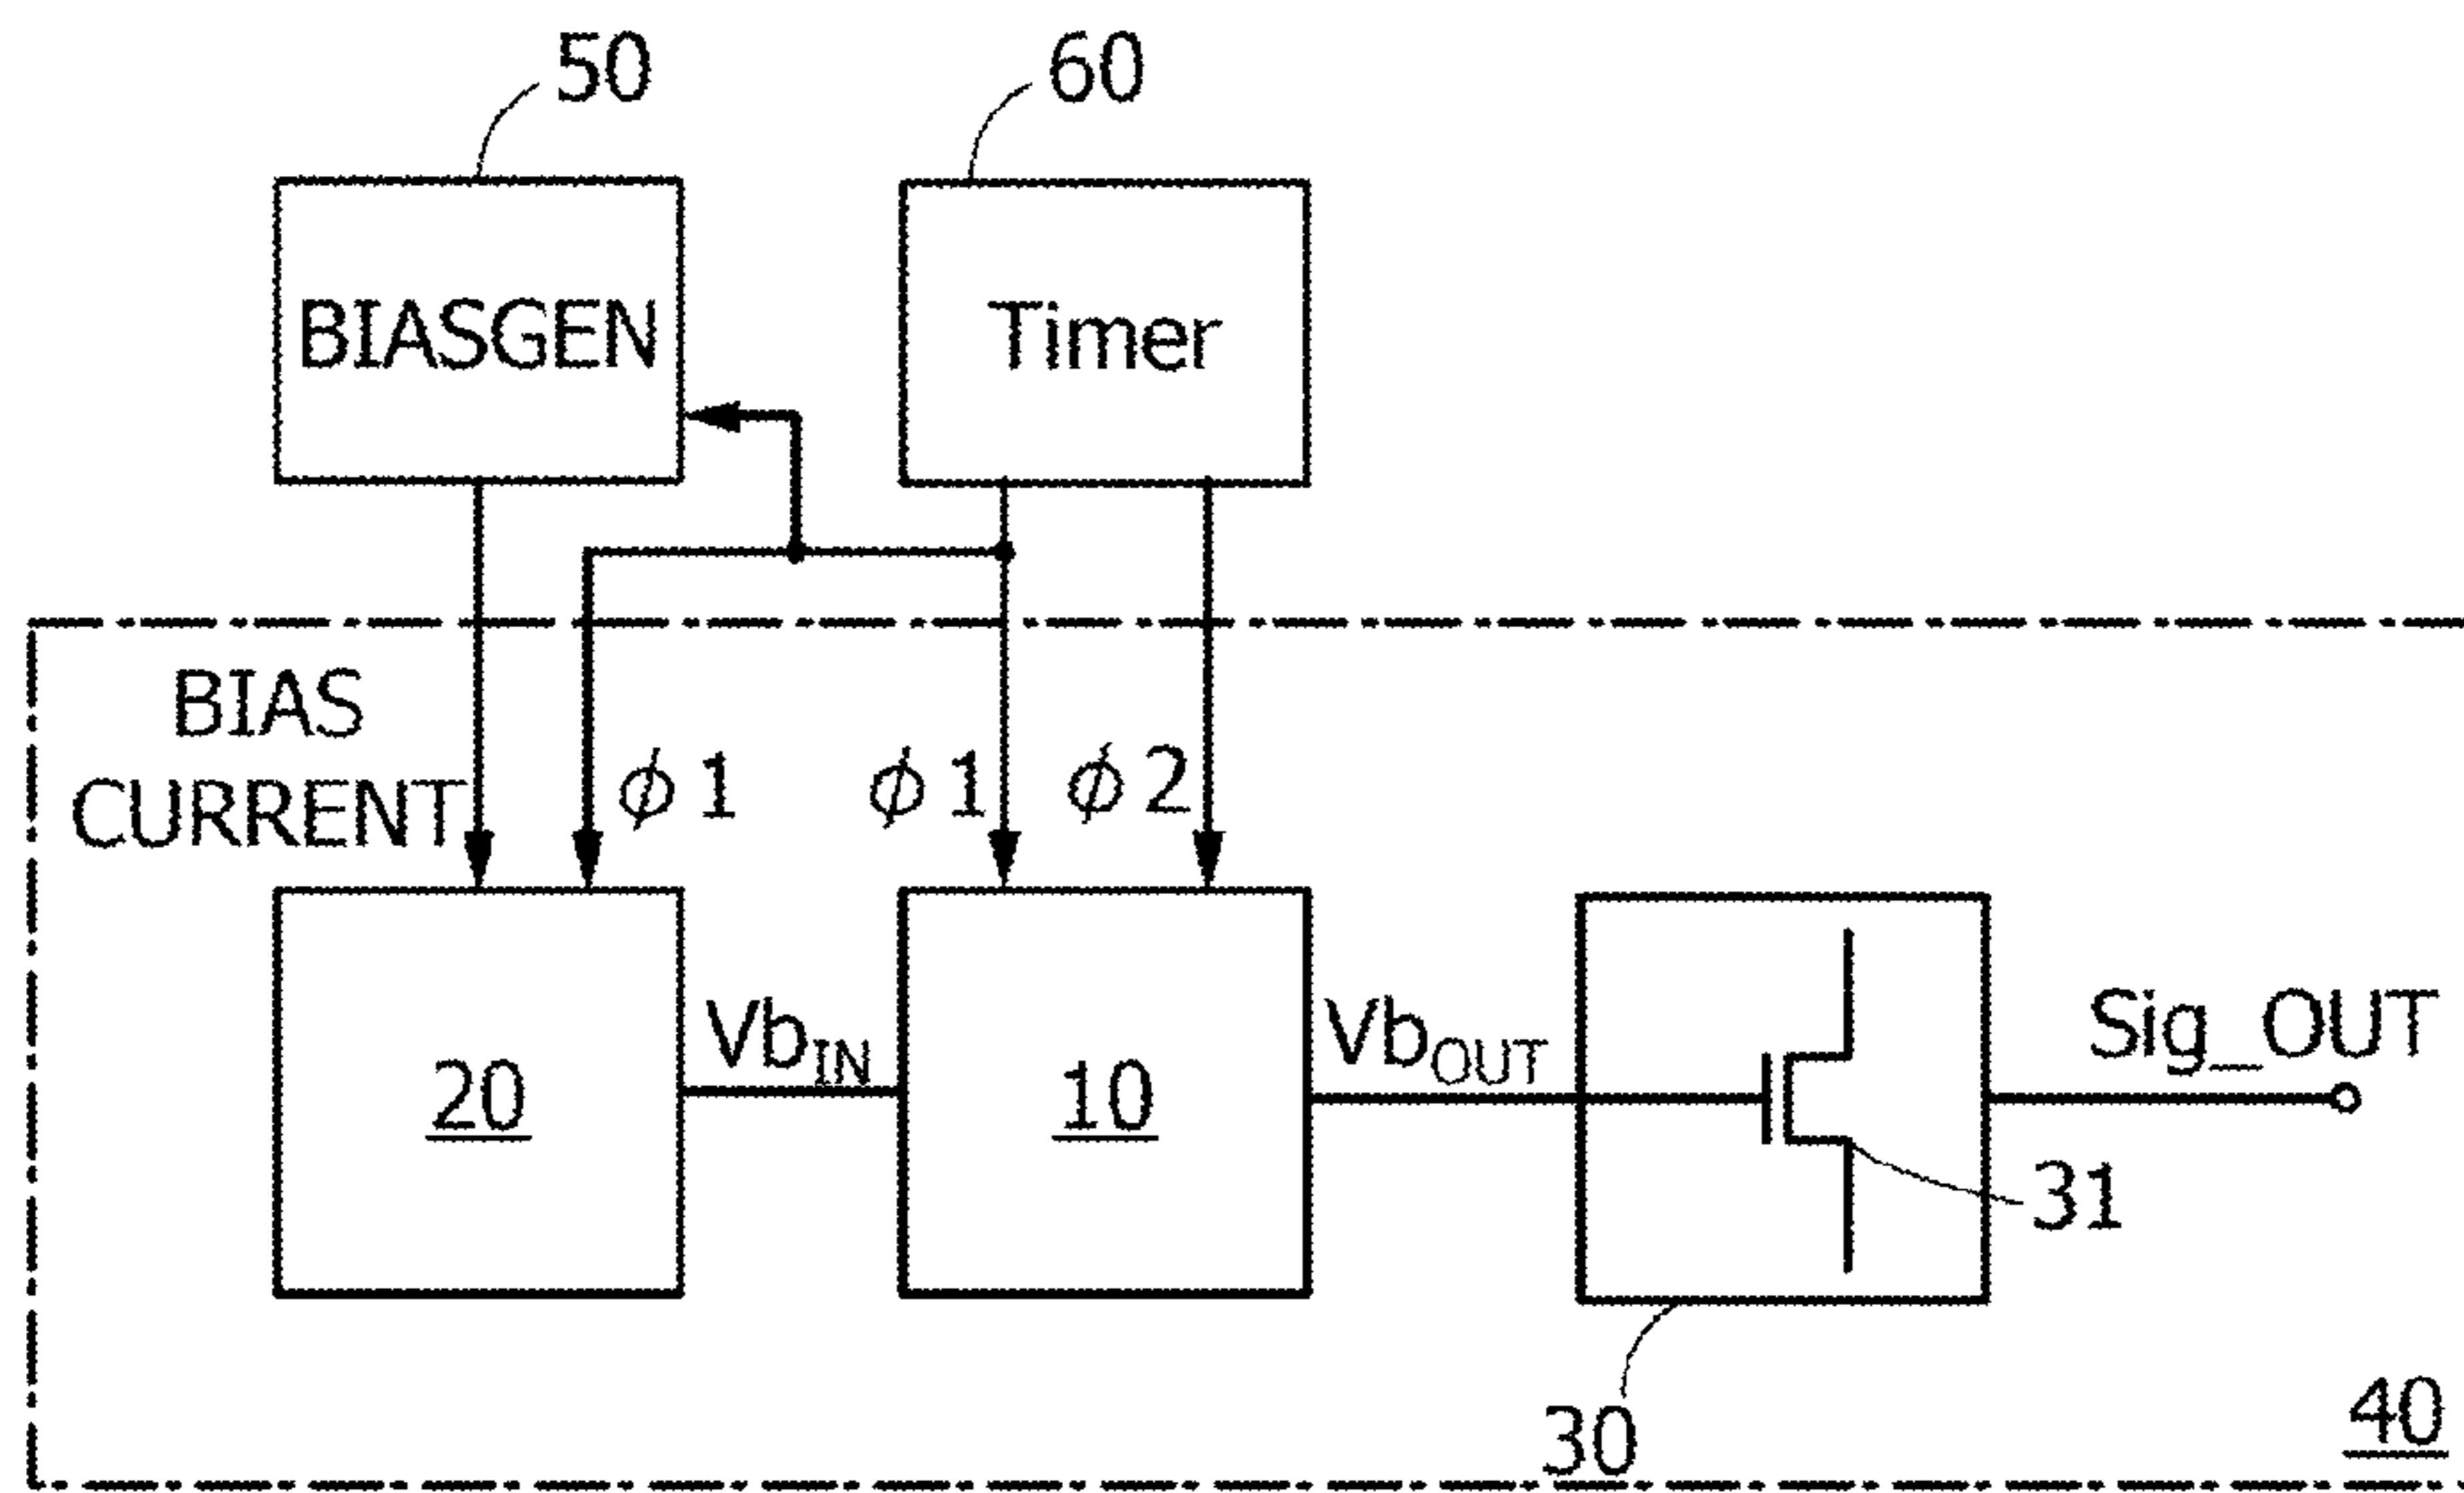 50
60
BIASGEN
Timer
BIAS
CURRENT
ϕ1
ϕ1
ϕ2
20
Vb_IN
10
Vb_OUT
Sig_OUT
31
30
40